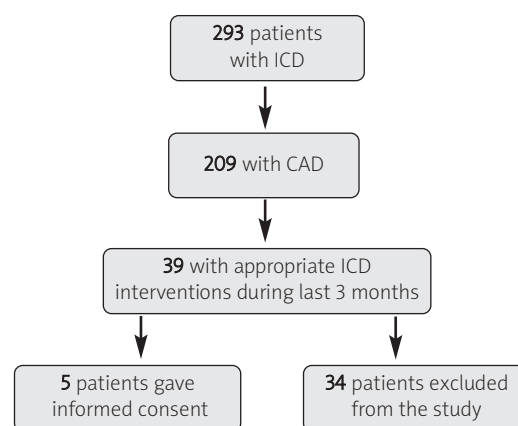 293 patients
with ICD
209 with CAD
39 with appropriate ICD
interventions during last 3 months
5 patients gave
informed consent
34 patients excluded
from the study